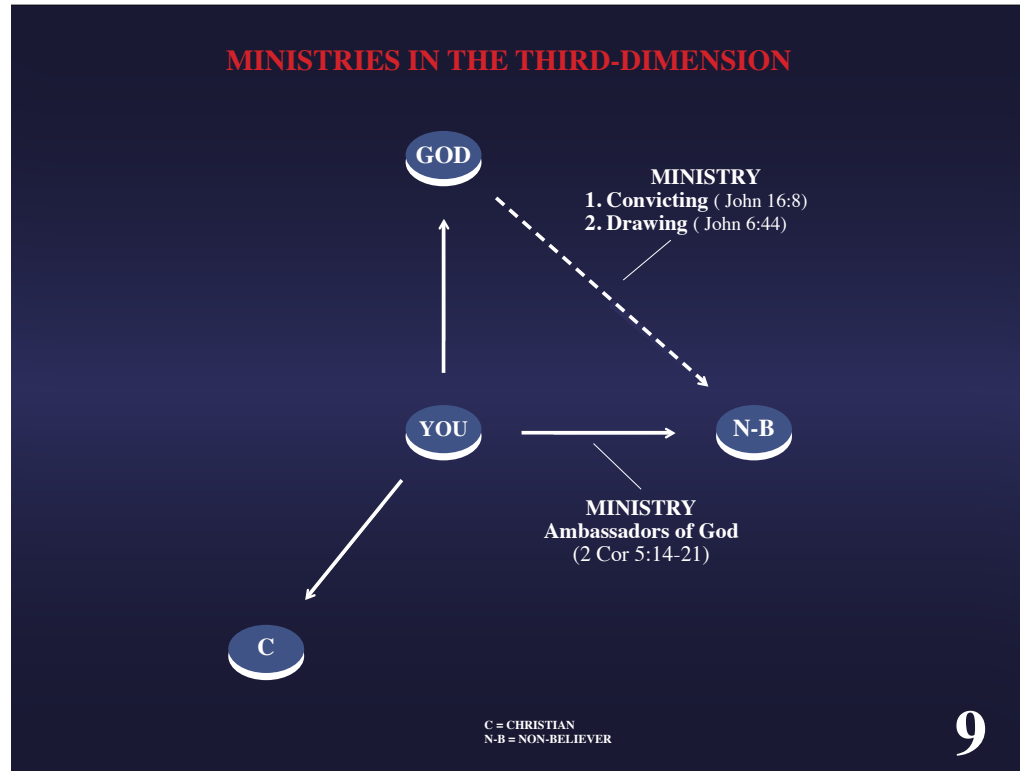 MINISTRIES IN THE THIRD-DIMENSION
GOD
MINISTRY
1. Convicting ( John 16:8)
2. Drawing ( John 6:44)
YOU
N-B
MINISTRY
Ambassadors of God
(2 Cor 5:14-21)
C
C = CHRISTIAN
N-B = NON-BELIEVER
9